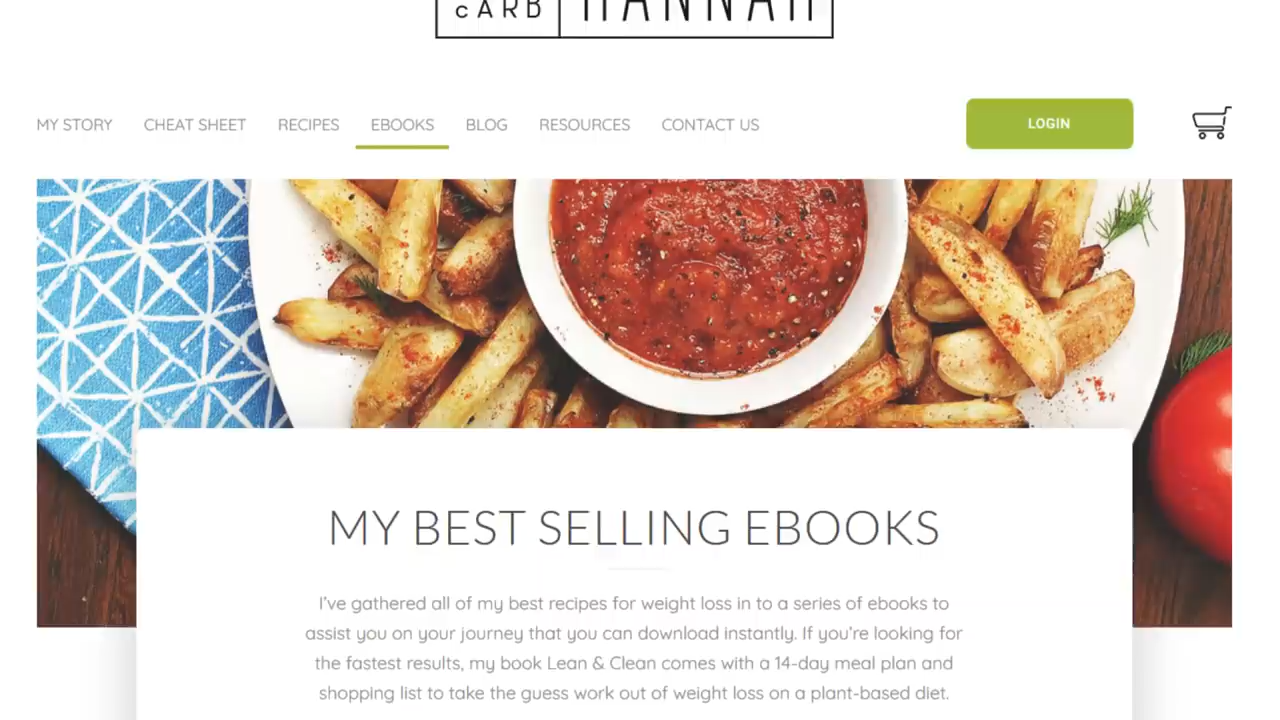 cARB HANNAH
MY STORY CHEAT SHEET RECIPES EBOOKS BLOG RESOURCES CONTACT US LOGIN
MY BEST SELLING EBOOKS
I've gathered all of my best recipes for weight loss in to a series of ebooks to
assist you on your journey that you can download instantly. If you're looking for
the fastest results, my book Lean & Clean comes with a 14-day meal plan and
shopping list to take the guess work out of weight loss on a plant-based diet.